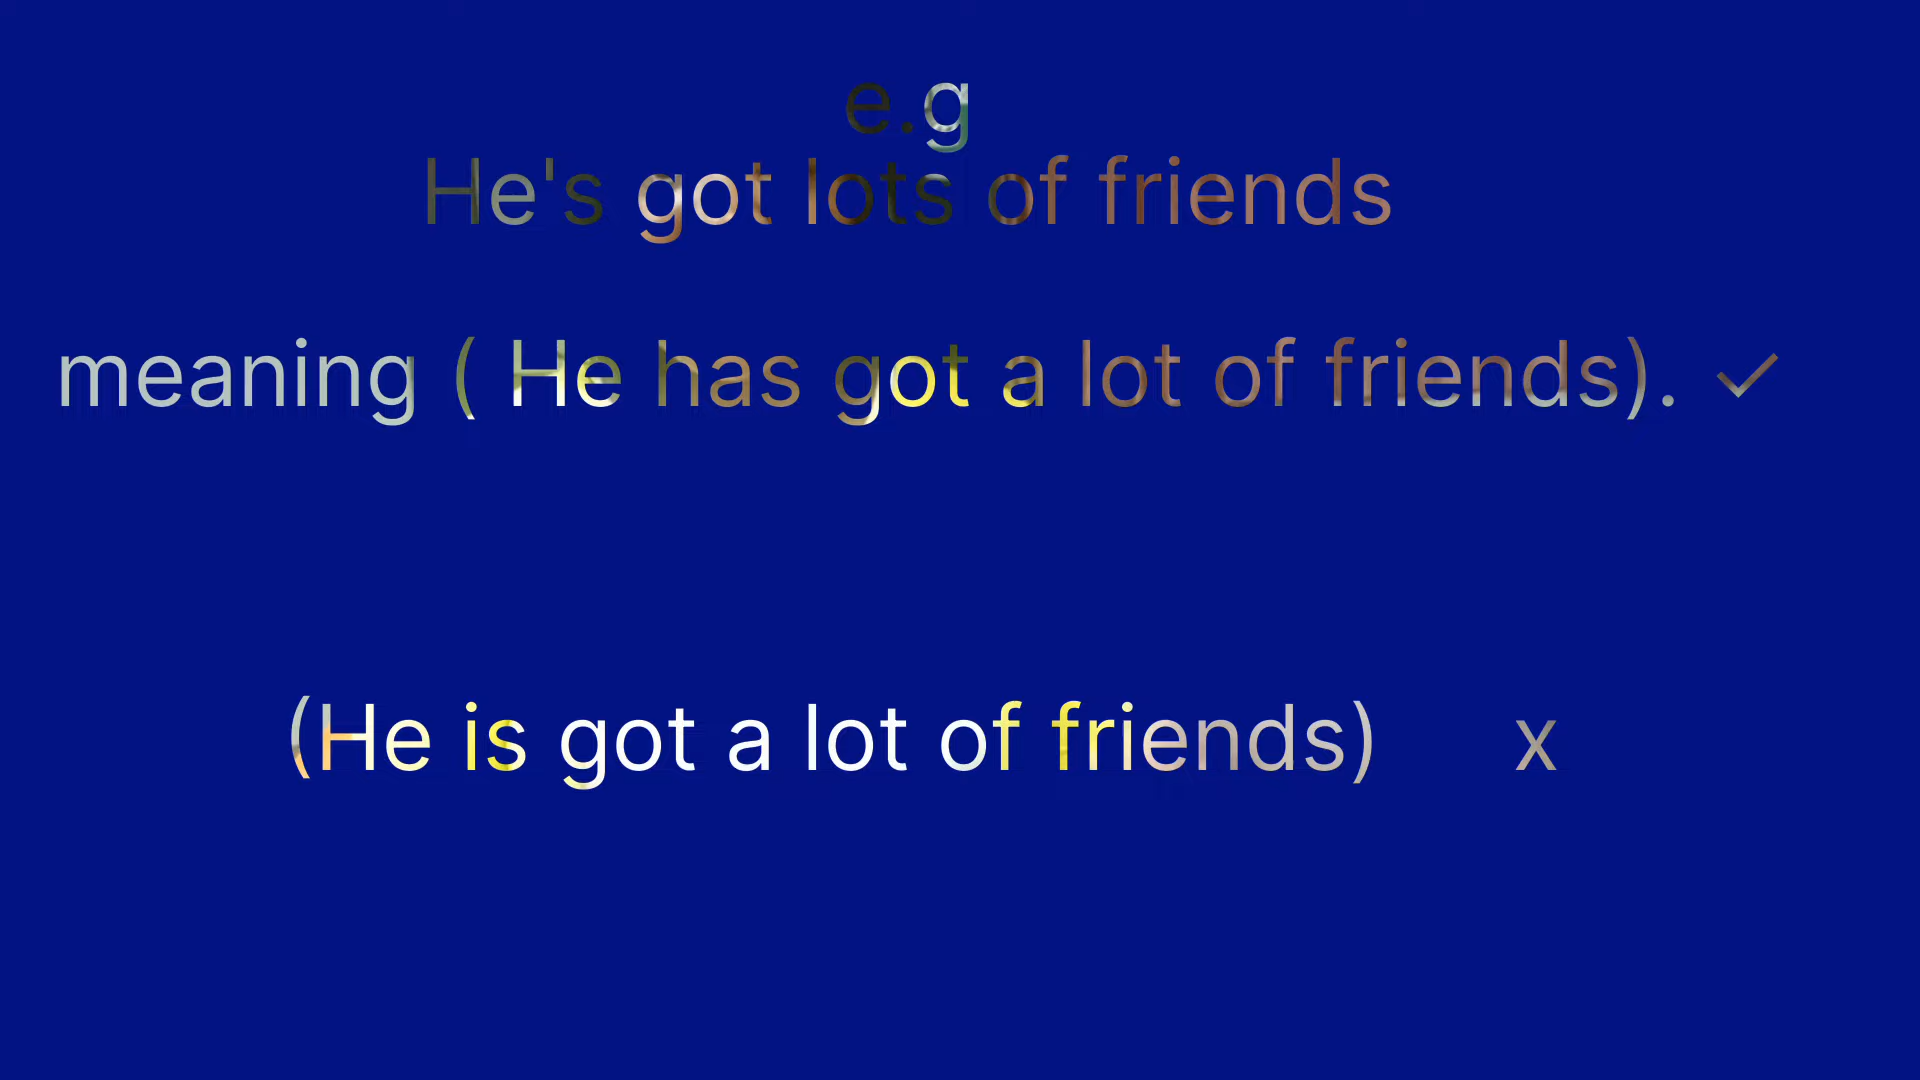 e.g
He's got lots of friends
meaning ( He has got a lot of friends). ✓
(He is got a lot of friends) x